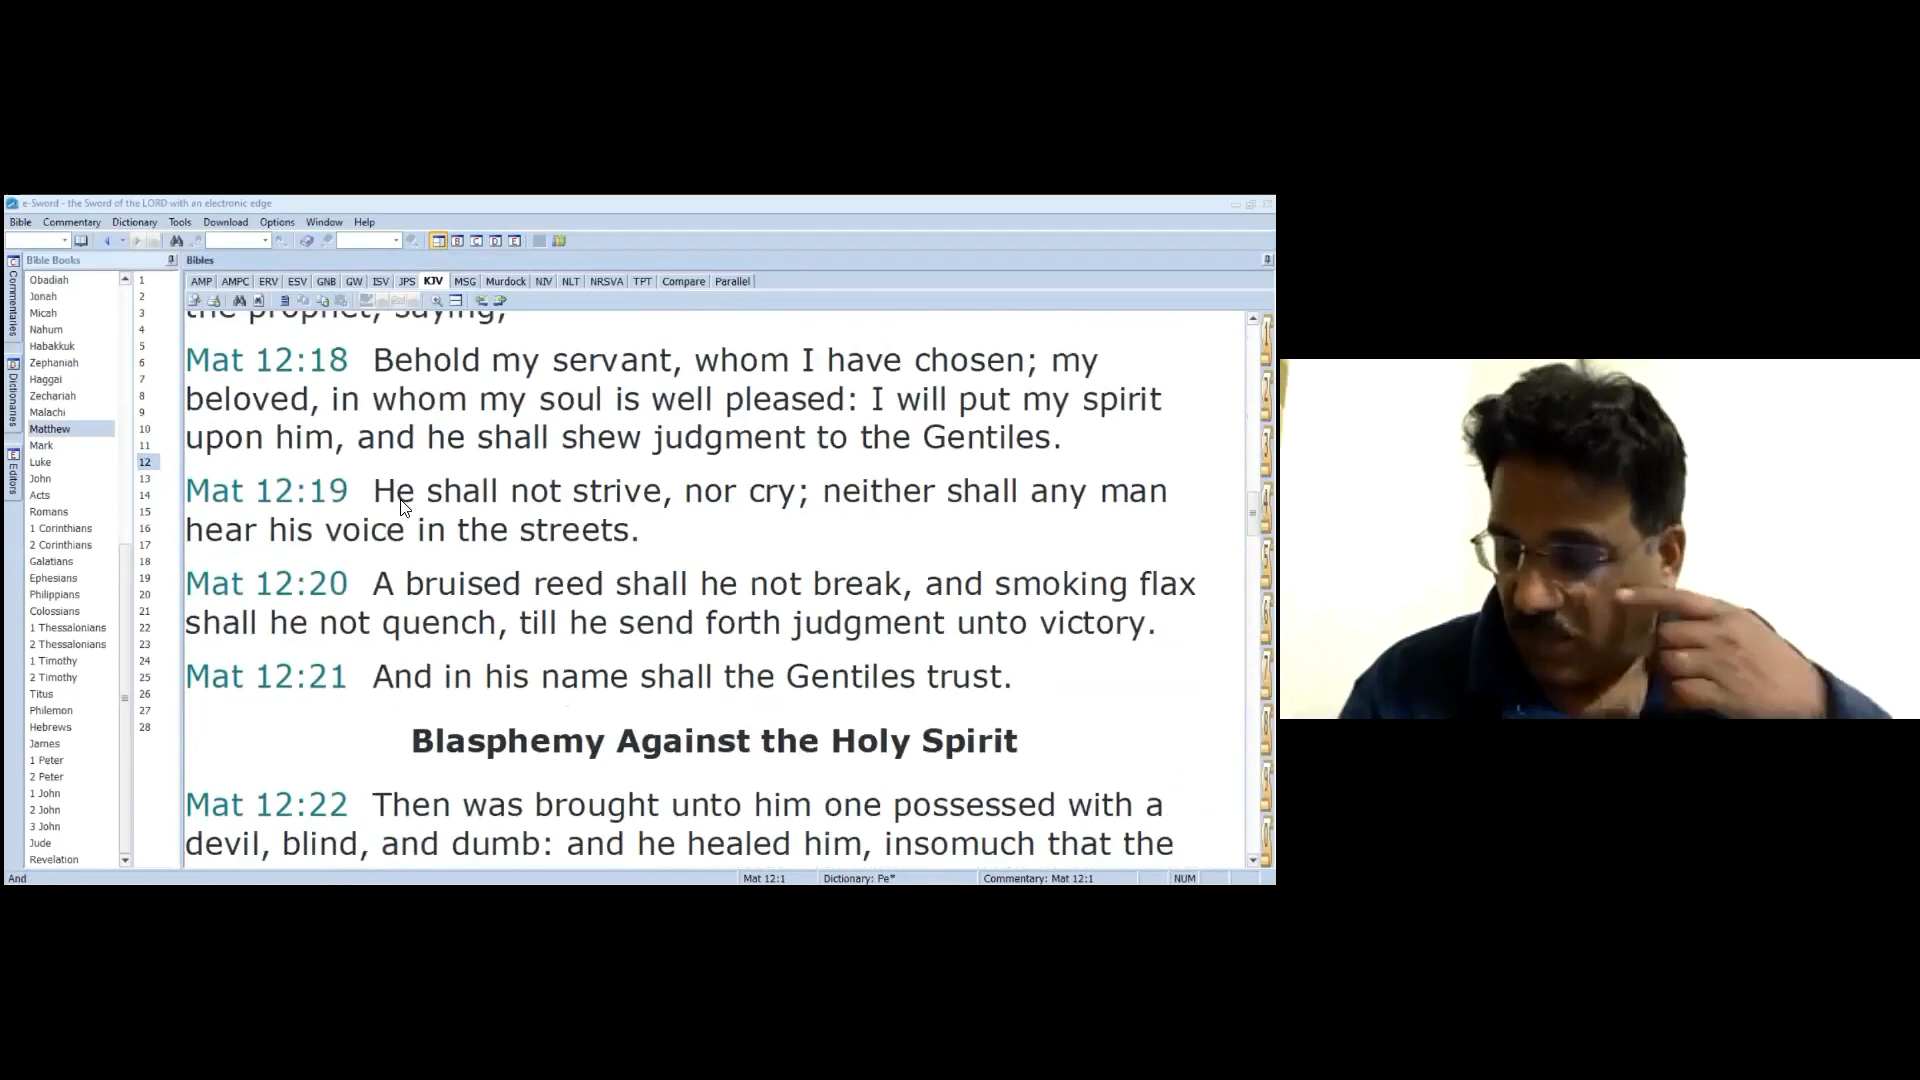 e-Sword - the Sword of the LORD with an electronic edge
Bible Commentary Dictionary Tools Download Options Window Help
Bible Books
Bibles
AMP AMPC ERV ESV GNB GW ISV JPS KJV MSG Murdock NIV NLT NRSVA TPT Compare Parallel
Commentaries
Dictionaries
Editors
Obadiah
Jonah
Micah
Nahum
Habakkuk
Zephaniah
Haggai
Zechariah
Malachi
Matthew
Mark
Luke
John
Acts
Romans
1 Corinthians
2 Corinthians
Galatians
Ephesians
Philippians
Colossians
1 Thessalonians
2 Thessalonians
1 Timothy
2 Timothy
Titus
Philemon
Hebrews
James
1 Peter
2 Peter
1 John
2 John
3 John
Jude
Revelation
1
2
3
4
5
6
7
8
9
10
11
12
13
14
15
16
17
18
19
20
21
22
23
24
25
26
27
28
the prophet, saying,
Mat 12:18 Behold my servant, whom I have chosen; my
beloved, in whom my soul is well pleased: I will put my spirit
upon him, and he shall shew judgment to the Gentiles.
Mat 12:19 He shall not strive, nor cry; neither shall any man
hear his voice in the streets.
Mat 12:20 A bruised reed shall he not break, and smoking flax
shall he not quench, till he send forth judgment unto victory.
Mat 12:21 And in his name shall the Gentiles trust.
Blasphemy Against the Holy Spirit
Mat 12:22 Then was brought unto him one possessed with a
devil, blind, and dumb: and he healed him, insomuch that the
And Mat 12:1 Dictionary: Pe* Commentary: Mat 12:1 NUM